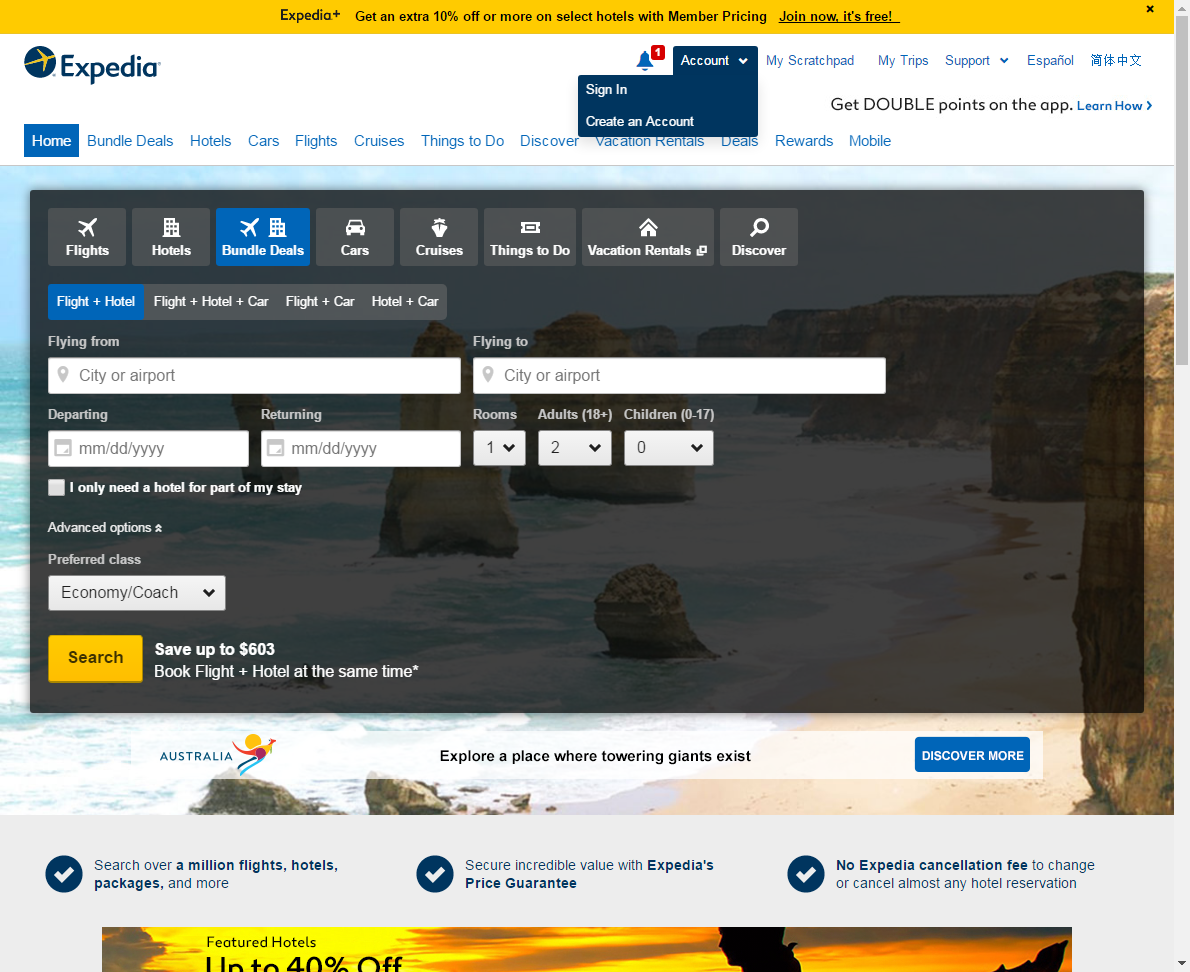 Expedia+ Get an extra 10% off or more on select hotels with Member Pricing Join now, it's free!
Expedia
1
Account My Scratchpad My Trips Support Español 简体中文
Sign In
Create an Account
Get DOUBLE points on the app. Learn How
Home Bundle Deals Hotels Cars Flights Cruises Things to Do Discover Vacation Rentals Deals Rewards Mobile
Flights Hotels Bundle Deals Cars Cruises Things to Do Vacation Rentals Discover
Flight + Hotel Flight + Hotel + Car Flight + Car Hotel + Car
Flying from Flying to
City or airport City or airport
Departing Returning Rooms Adults (18+) Children (0-17)
mm/dd/yyyy mm/dd/yyyy 1 2 0
I only need a hotel for part of my stay
Advanced options
Preferred class
Economy/Coach
Search
Save up to $603
Book Flight + Hotel at the same time*
AUSTRALIA Explore a place where towering giants exist DISCOVER MORE
Search over a million flights, hotels,
packages, and more
Secure incredible value with Expedia's
Price Guarantee
No Expedia cancellation fee to change
or cancel almost any hotel reservation
Featured Hotels
Up to 40% Off